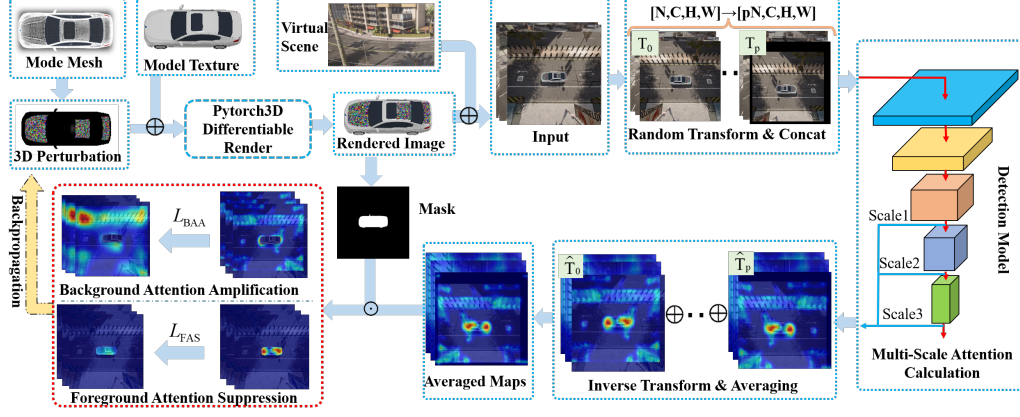 Mode Mesh
Model Texture
Virtual
Scene
[N,C,H,W]→[pN,C,H,W]
T₀
Tₚ
3D Perturbation
Pytorch3D
Differentiable
Render
Rendered Image
Input
Random Transform & Concat
Detection Model
Scale1
Scale2
Scale3
Multi-Scale Attention
Calculation
Backpropagation
L_BAA
Background Attention Amplification
L_FAS
Foreground Attention Suppression
Mask
Averaged Maps
T̂₀
T̂ₚ
Inverse Transform & Averaging